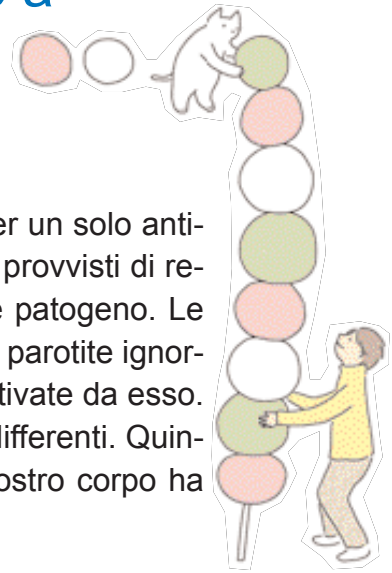 a
er un solo anti-
provvisti di re-
e patogeno. Le
parotite ignor-
tivate da esso.
differenti. Quin-
ostro corpo ha